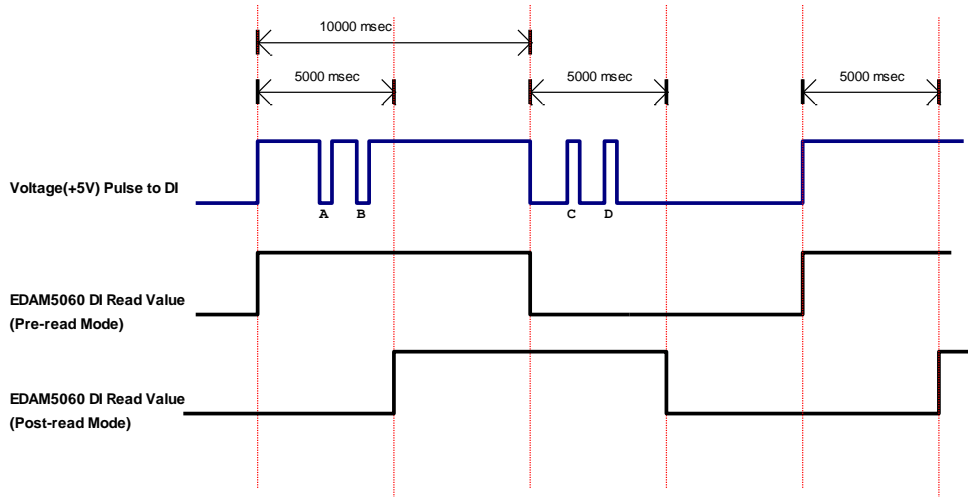 10000 msec
5000 msec
5000 msec
5000 msec
Voltage(+5V) Pulse to DI
A
B
C
D
EDAM5060 DI Read Value
(Pre-read Mode)
EDAM5060 DI Read Value
(Post-read Mode)